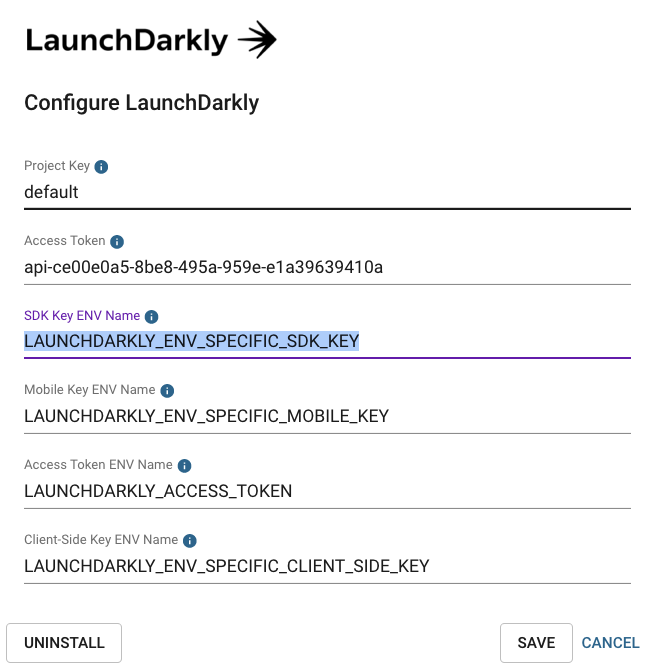 LaunchDarkly
Configure LaunchDarkly
Project Key
default
Access Token
api-ce00e0a5-8be8-495a-959e-e1a39639410a
SDK Key ENV Name
LAUNCHDARKLY_ENV_SPECIFIC_SDK_KEY
Mobile Key ENV Name
LAUNCHDARKLY_ENV_SPECIFIC_MOBILE_KEY
Access Token ENV Name
LAUNCHDARKLY_ACCESS_TOKEN
Client-Side Key ENV Name
LAUNCHDARKLY_ENV_SPECIFIC_CLIENT_SIDE_KEY
UNINSTALL SAVE CANCEL